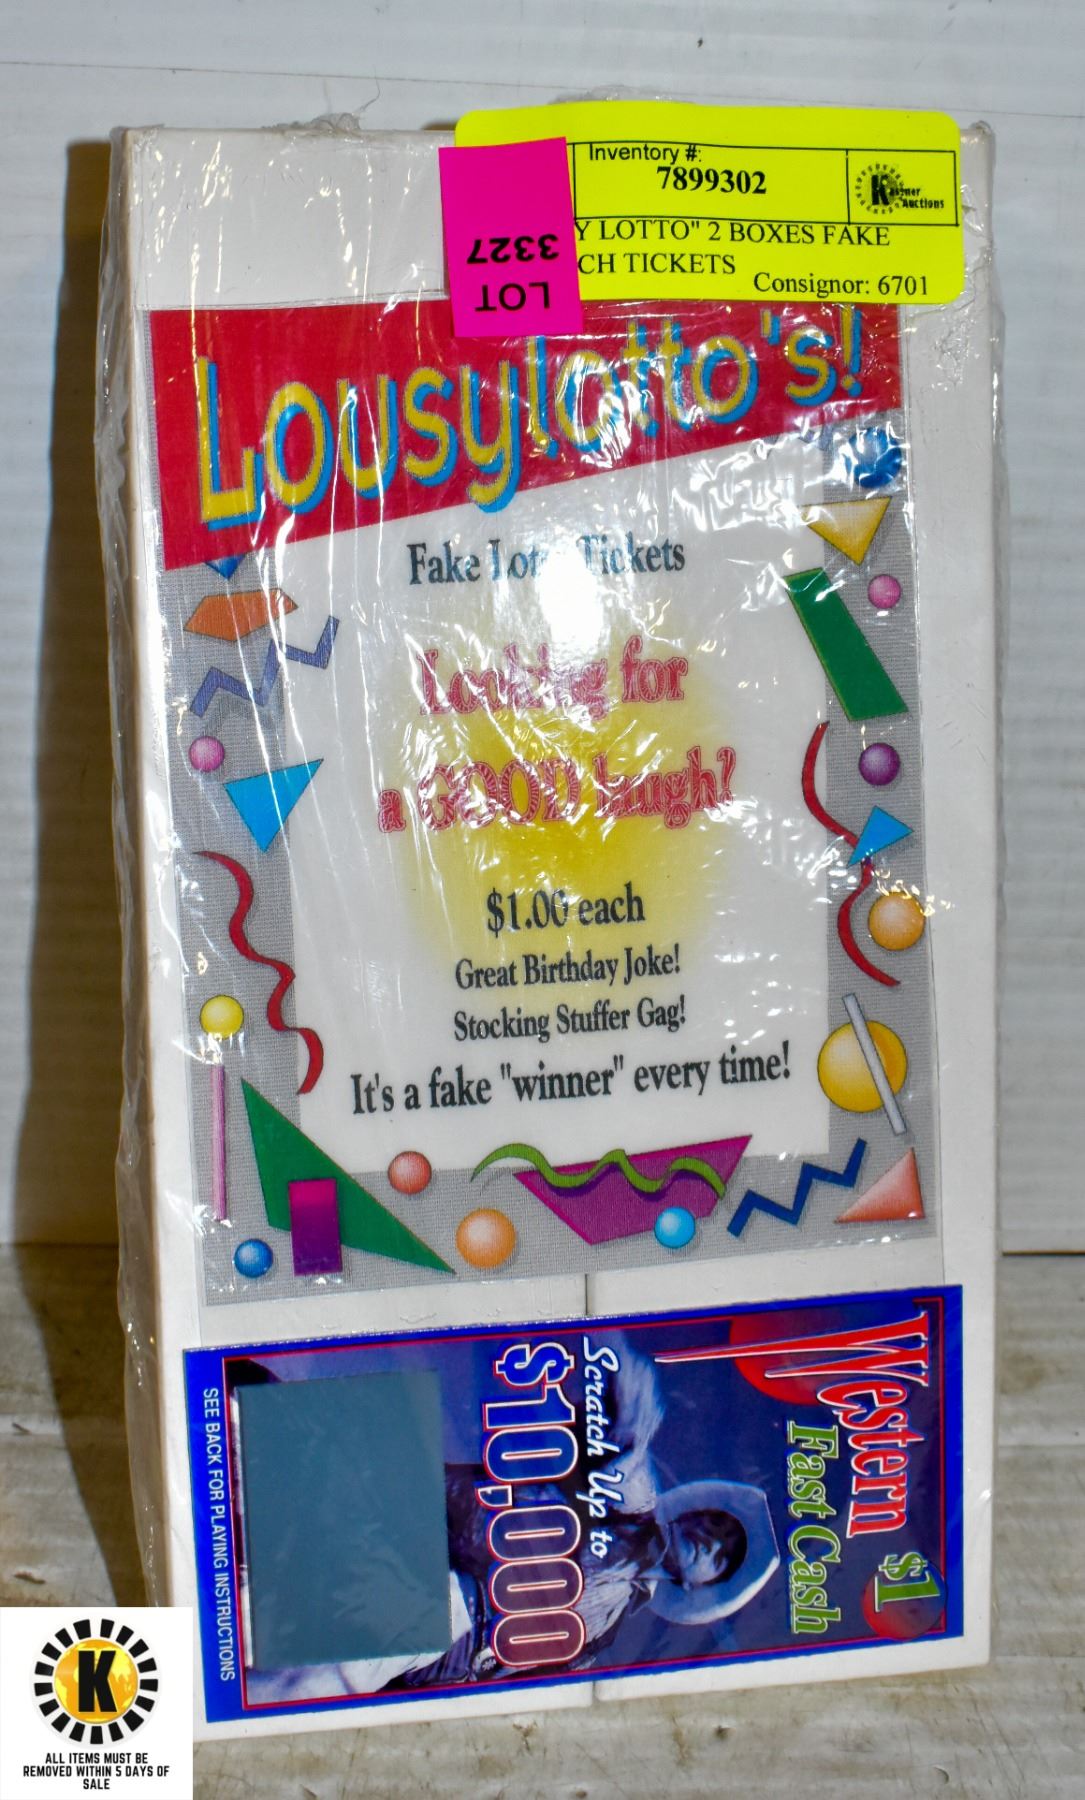 Inventory #:
7899302
Kastner
Auctions
Y LOTTO" 2 BOXES FAKE
CH TICKETS
Consignor: 6701
LOT
3327
Lousylotto's!
Fake Lotto Tickets
Looking for
a GOOD laugh?
$1.00 each
Great Birthday Joke!
Stocking Stuffer Gag!
It's a fake "winner" every time!
Western $1
Fast Cash
Scratch Up to
$10,000
SEE BACK FOR PLAYING INSTRUCTIONS
K
ALL ITEMS MUST BE
REMOVED WITHIN 5 DAYS OF
SALE